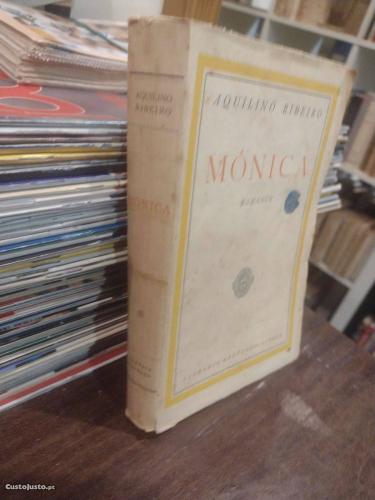 AQUILINO
RIBEIRO
MÓNICA
AQUILINO RIBEIRO
MÓNICA
ROMANCE
CustoJusto.pt